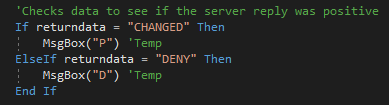 'Checks data to see if the server reply was positive
If returndata = "CHANGED" Then
MsgBox("P") 'Temp
ElseIf returndata = "DENY" Then
MsgBox("D") 'Temp
End If